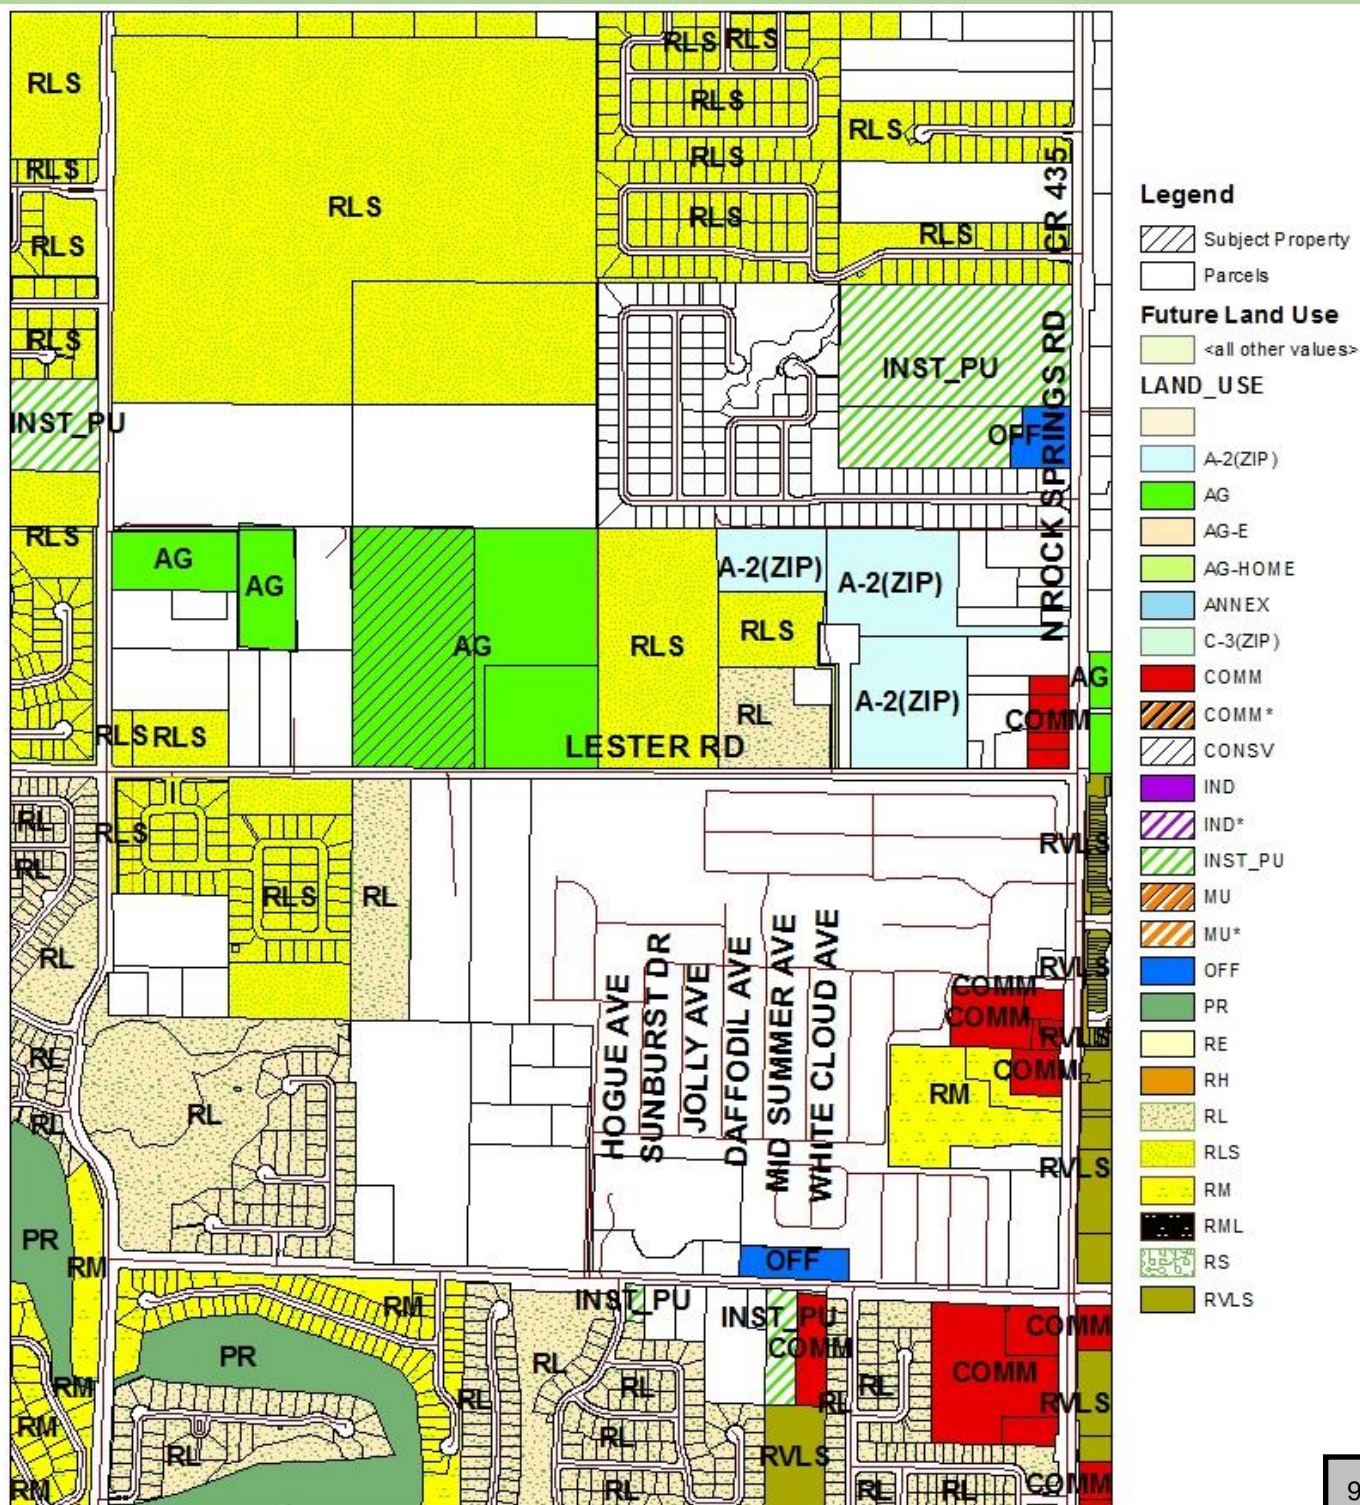 RLS
RLS
RLS
RLS
RLS
RLS
RLS
RLS
RLS
RLS
RLS
RLS
RLS
CR 435
INST_PU
INST_PU
OFF
N ROCK SPRINGS RD
RLS
AG
AG
AG
RLS
A-2(ZIP)
A-2(ZIP)
RLS
RL
A-2(ZIP)
COMM
AG
RLS
RLS
LESTER RD
RL
RL
RLS
RLS
RL
RVLS
RL
RL
RL
RL
HOGUE AVE
SUNBURST DR
JOLLY AVE
DAFFODIL AVE
MID SUMMER AVE
WHITE CLOUD AVE
COMM
COMM
COMM
RM
RVLS
RVLS
RVLS
PR
RM
RM
RM
RM
RM
PR
RL
OFF
INST_PU
INST_PU
COMM
RL
RL
RL
RL
RL
RL
RL
RVLS
COMM
COMM
RVLS
RL
RL
COMM
Legend
Subject Property
Parcels
Future Land Use
<all other values>
LAND_USE
A-2(ZIP)
AG
AG-E
AG-HOME
ANNEX
C-3(ZIP)
COMM
COMM*
CONSV
IND
IND*
INST_PU
MU
MU*
OFF
PR
RE
RH
RL
RLS
RM
RML
RS
RVLS
9